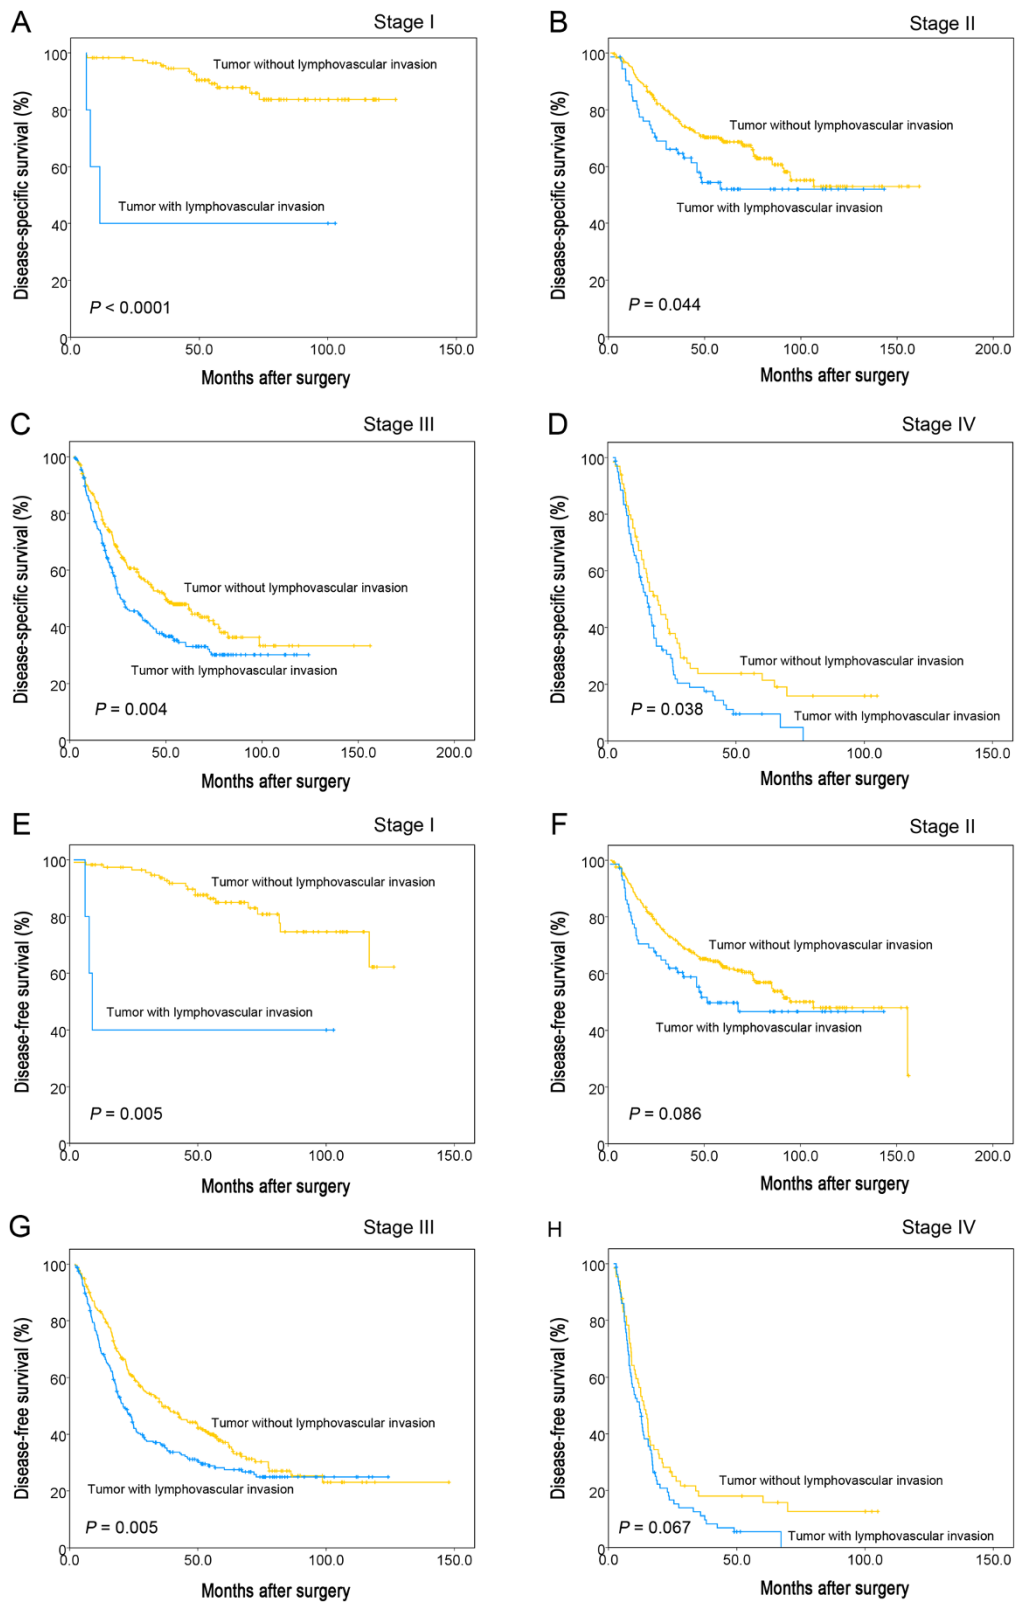 A
Stage I
100
80
60
40
20
0
Disease-specific survival (%)
Tumor without lymphovascular invasion
Tumor with lymphovascular invasion
P < 0.0001
0.0 50.0 100.0 150.0
Months after surgery
B
Stage II
100
80
60
40
20
0
Disease-specific survival (%)
Tumor without lymphovascular invasion
Tumor with lymphovascular invasion
P = 0.044
0.0 50.0 100.0 150.0 200.0
Months after surgery
C
Stage III
100
80
60
40
20
0
Disease-specific survival (%)
Tumor without lymphovascular invasion
Tumor with lymphovascular invasion
P = 0.004
0.0 50.0 100.0 150.0 200.0
Months after surgery
D
Stage IV
100
80
60
40
20
0
Disease-specific survival (%)
Tumor without lymphovascular invasion
P = 0.038
Tumor with lymphovascular invasion
0.0 50.0 100.0 150.0
Months after surgery
E
Stage I
100
80
60
40
20
0
Disease-free survival (%)
Tumor without lymphovascular invasion
Tumor with lymphovascular invasion
P = 0.005
0.0 50.0 100.0 150.0
Months after surgery
F
Stage II
100
80
60
40
20
0
Disease-free survival (%)
Tumor without lymphovascular invasion
Tumor with lymphovascular invasion
P = 0.086
0.0 50.0 100.0 150.0 200.0
Months after surgery
G
Stage III
100
80
60
40
20
0
Disease-free survival (%)
Tumor without lymphovascular invasion
Tumor with lymphovascular invasion
P = 0.005
0.0 50.0 100.0 150.0
Months after surgery
H
Stage IV
100
80
60
40
20
0
Disease-free survival (%)
Tumor without lymphovascular invasion
P = 0.067
Tumor with lymphovascular invasion
0.0 50.0 100.0 150.0
Months after surgery